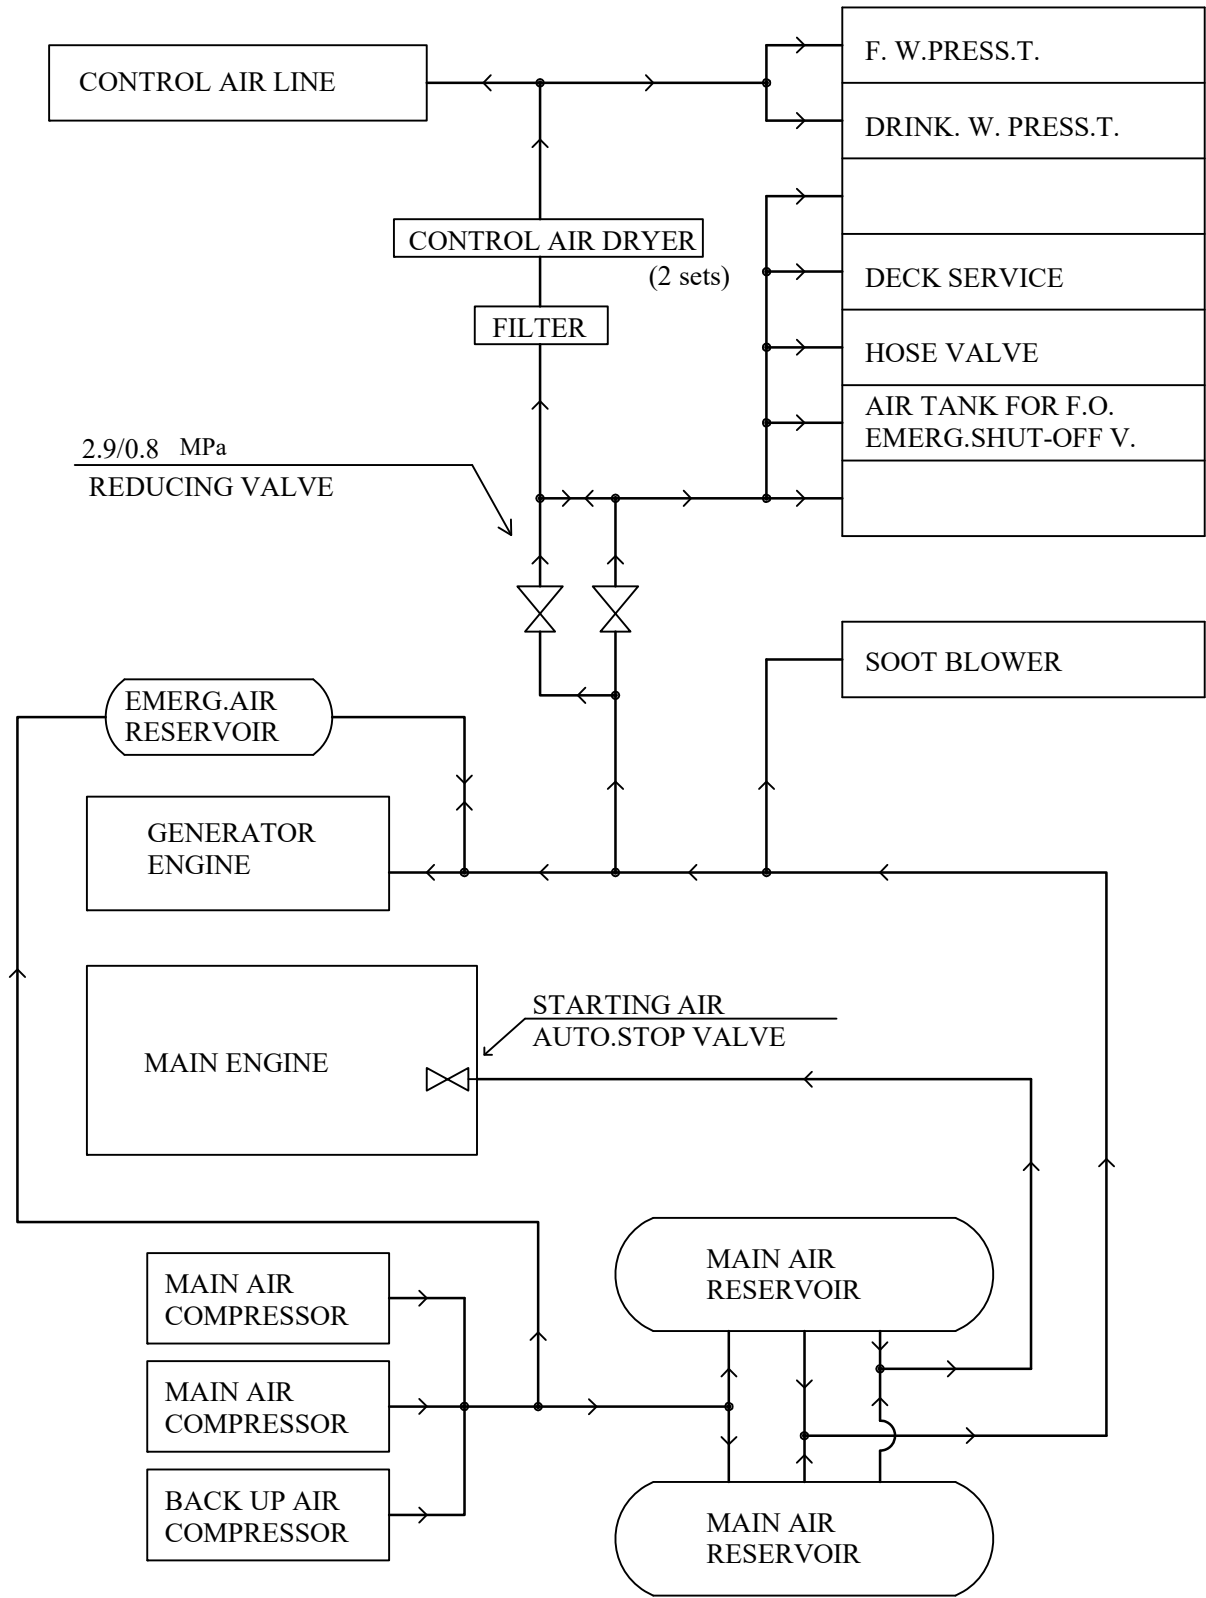 F. W.PRESS.T.
CONTROL AIR LINE
DRINK. W. PRESS.T.
CONTROL AIR DRYER
(2 sets)
DECK SERVICE
FILTER
HOSE VALVE
AIR TANK FOR F.O.
EMERG.SHUT-OFF V.
2.9/0.8 MPa
REDUCING VALVE
SOOT BLOWER
EMERG.AIR
RESERVOIR
GENERATOR
ENGINE
STARTING AIR
AUTO.STOP VALVE
MAIN ENGINE
MAIN AIR
RESERVOIR
MAIN AIR
COMPRESSOR
MAIN AIR
COMPRESSOR
BACK UP AIR
COMPRESSOR
MAIN AIR
RESERVOIR